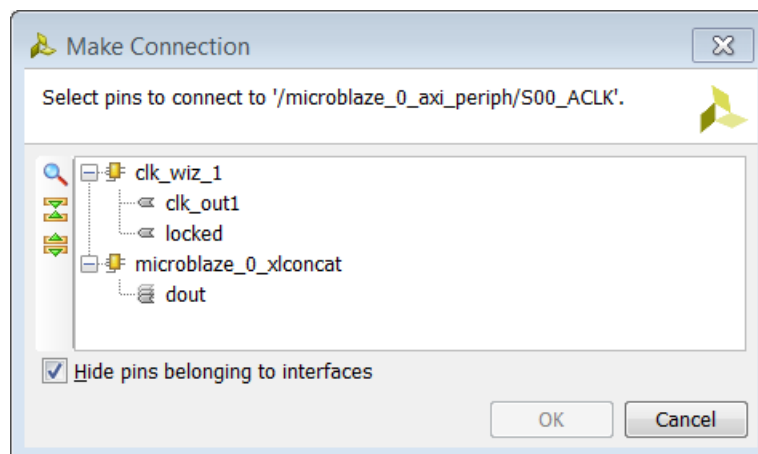 Make Connection
Select pins to connect to '/microblaze_0_axi_periph/S00_ACLK'.
clk_wiz_1
clk_out1
locked
microblaze_0_xlconcat
dout
Hide pins belonging to interfaces
OK Cancel